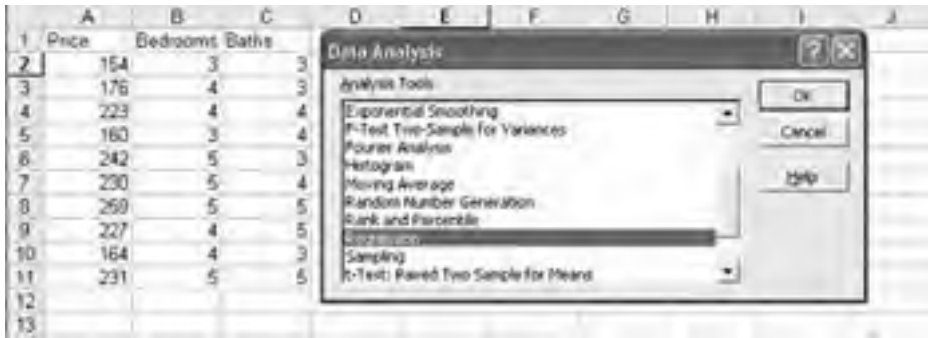 A B C D E F G H I J
1 Price Bedrooms Baths
2 154 3 3
3 176 4 3
4 223 4 4
5 160 3 4
6 242 5 3
7 230 5 4
8 5 5
9 227 4 5
10 164 4 3
11 231 5 5
12
13
Data Analysis
Analysis Tools
OK
Cancel
Help
Exponential Smoothing
F-Test Two-Sample for Variances
Fourier Analysis
Histogram
Moving Average
Random Number Generation
Rank and Percentile
Regression
Sampling
t-Test: Paired Two Sample for Means